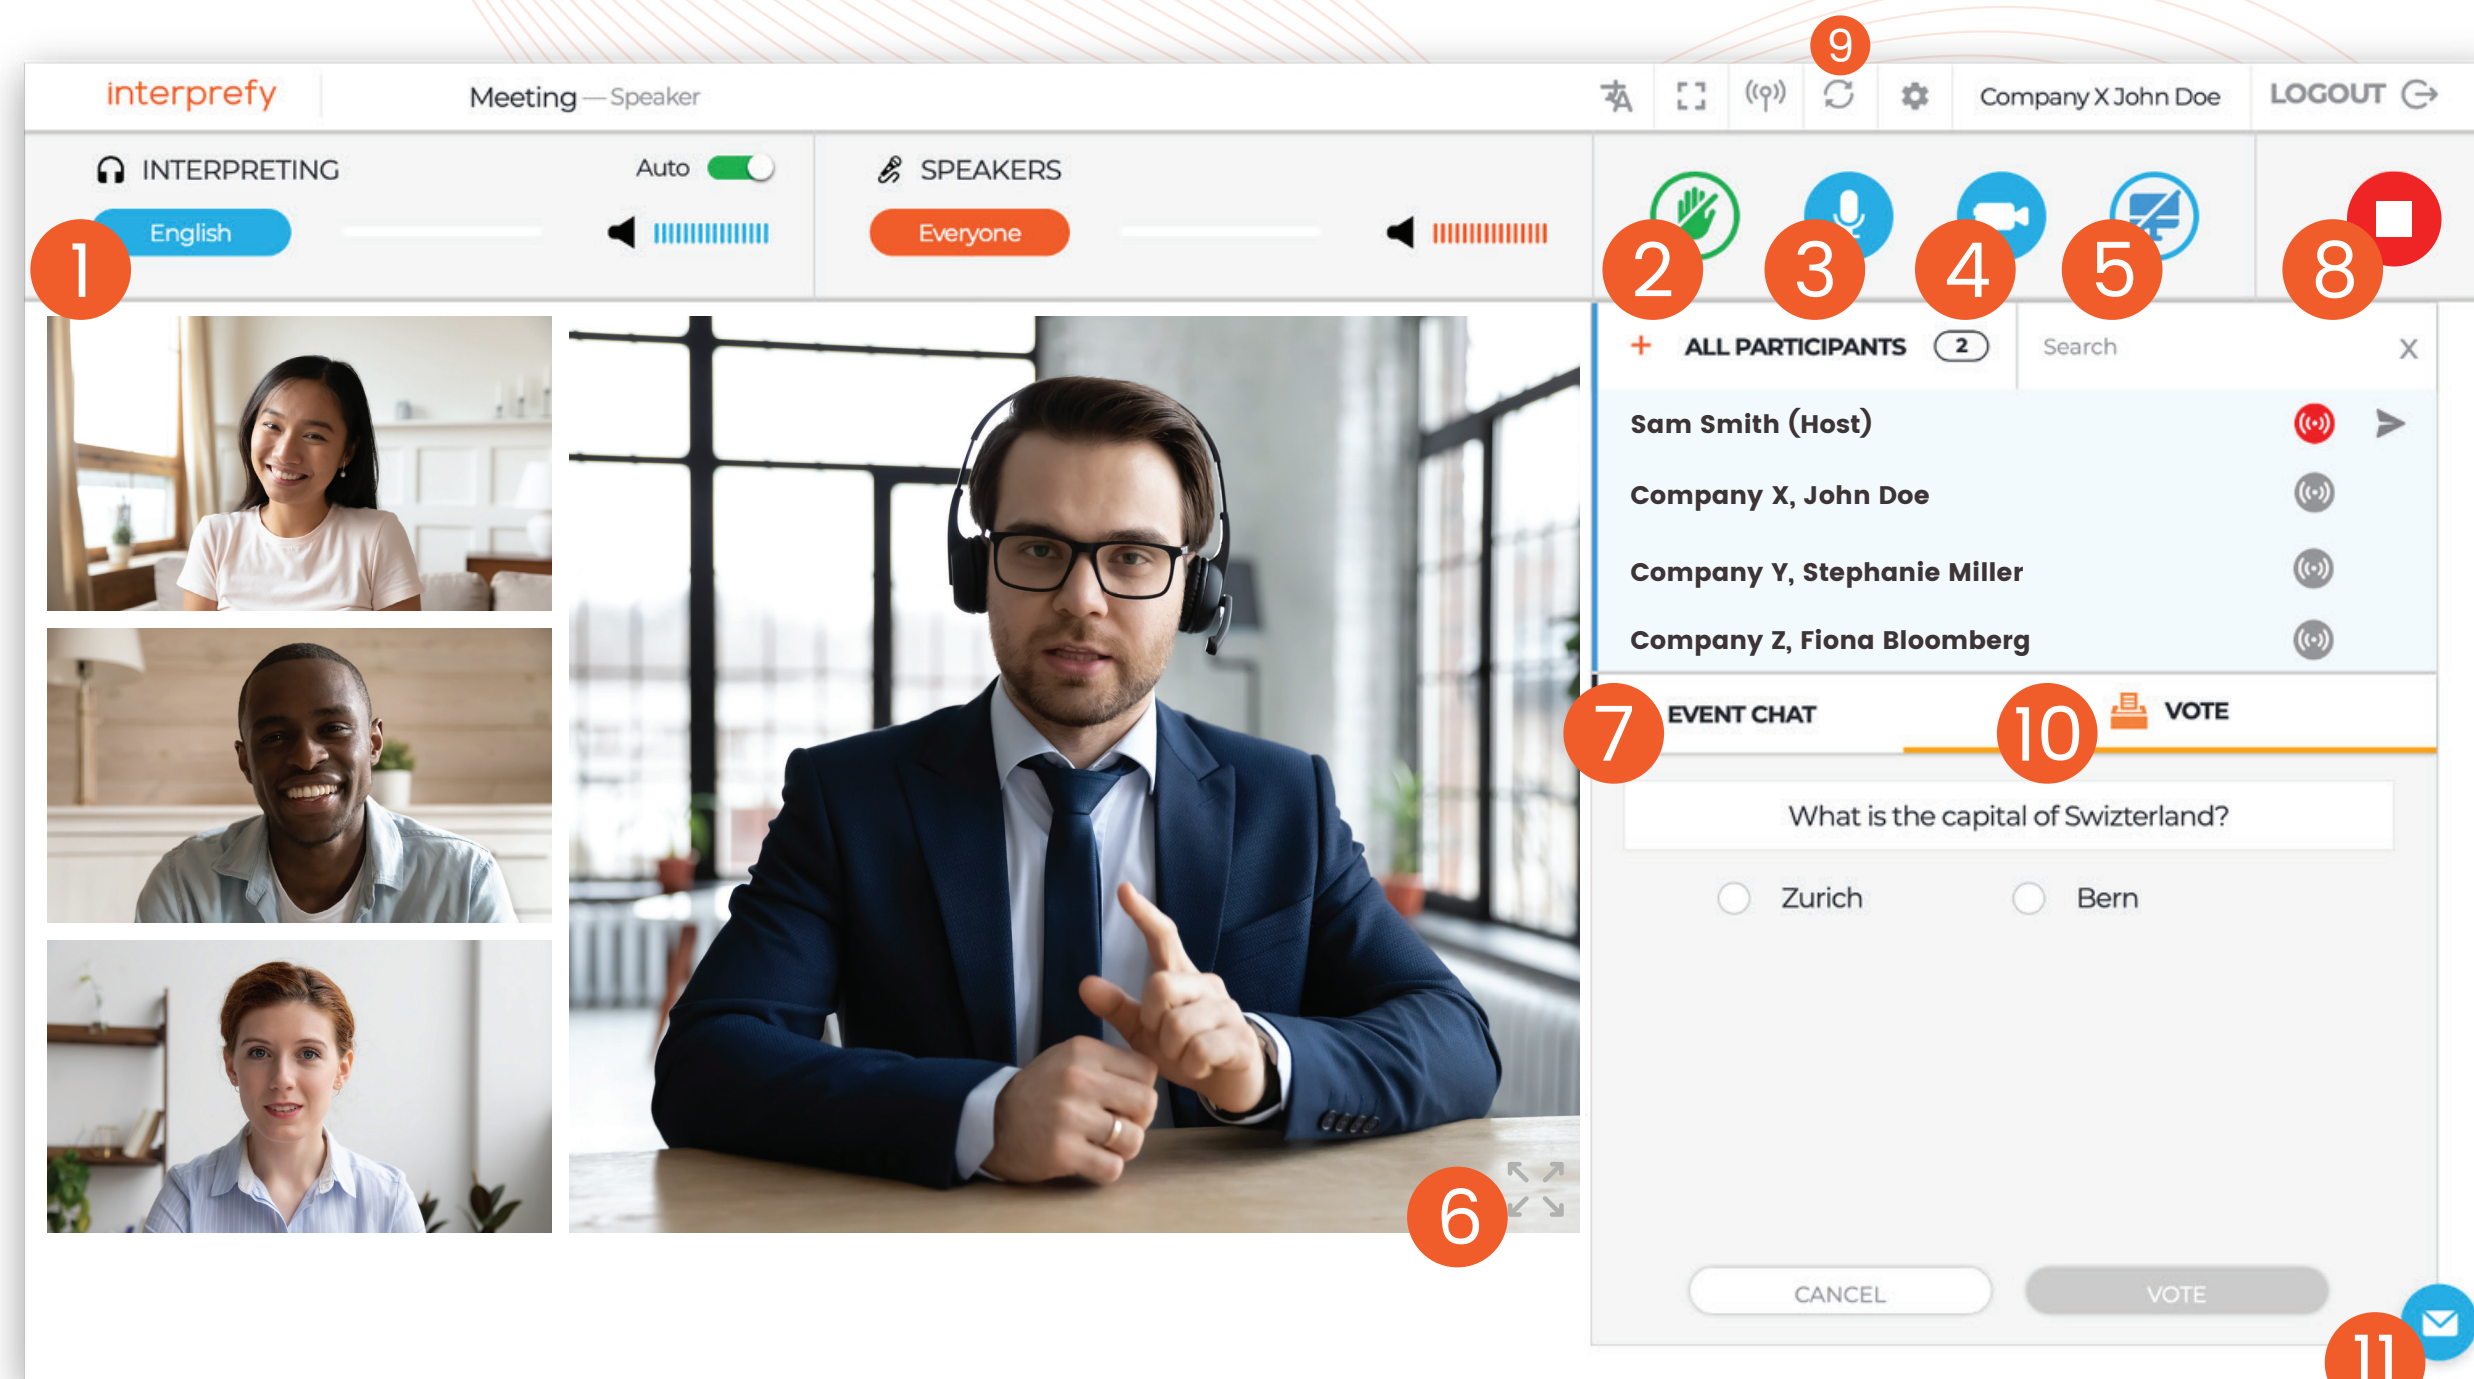 9
interprefy
Meeting — Speaker
Company X John Doe
LOGOUT
INTERPRETING
Auto
SPEAKERS
English
Everyone
1
2
3
4
5
8
+ ALL PARTICIPANTS 2
Search
X
Sam Smith (Host)
Company X, John Doe
Company Y, Stephanie Miller
Company Z, Fiona Bloomberg
7
EVENT CHAT
10
VOTE
What is the capital of Swizterland?
Zurich
Bern
6
CANCEL
VOTE
11